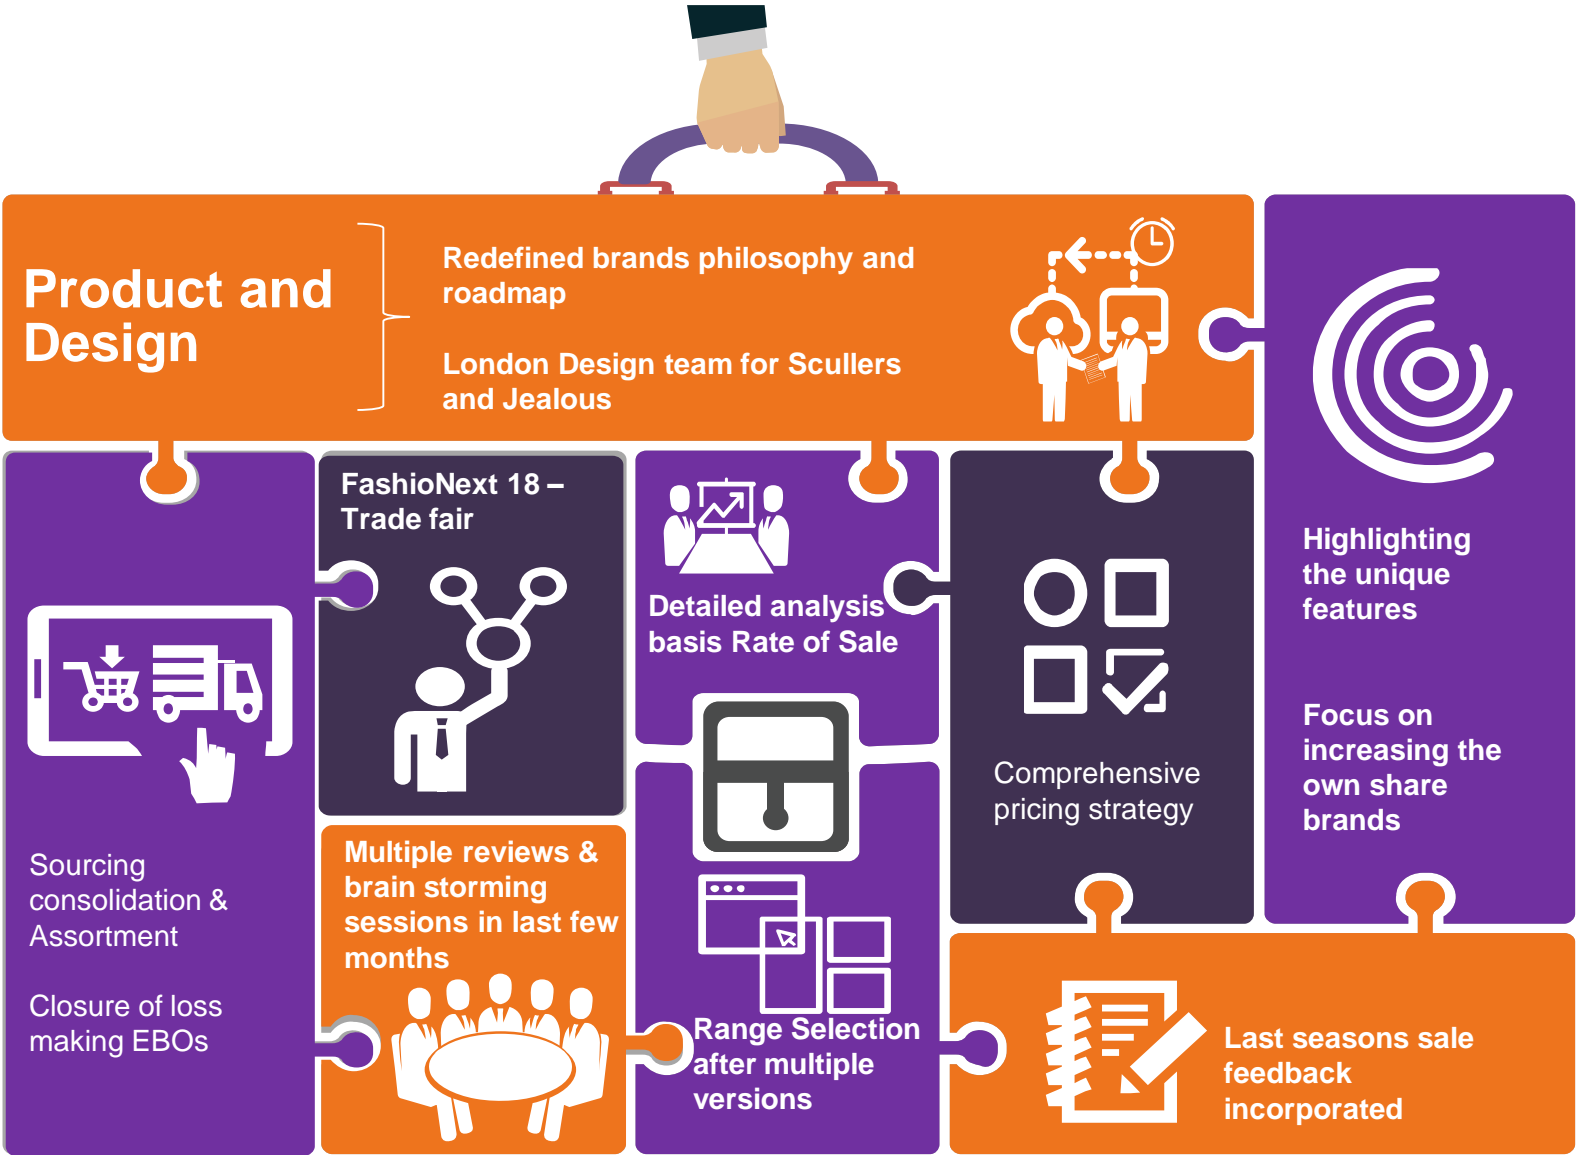 Product and
Design
Redefined brands philosophy and
roadmap
London Design team for Scullers
and Jealous
FashioNext 18 –
Trade fair
Detailed analysis
basis Rate of Sale
Highlighting
the unique
features
Focus on
increasing the
own share
brands
Comprehensive
pricing strategy
Sourcing
consolidation &
Assortment
Closure of loss
making EBOs
Multiple reviews &
brain storming
sessions in last few
months
Range Selection
after multiple
versions
Last seasons sale
feedback
incorporated